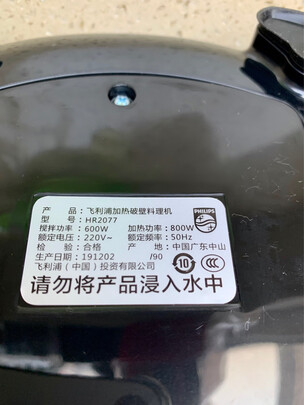 产 品：飞利浦加热破壁料理机
型 号：HR2077
PHILIPS
搅拌功率：600W 加热功率：800W
额定电压：220V~ 额定频率：50Hz
检 验：合格 产 地：中国广东中山
生产日期：191202 /90
飞利浦（中国）投资有限公司
10
CCC
请勿将产品浸入水中